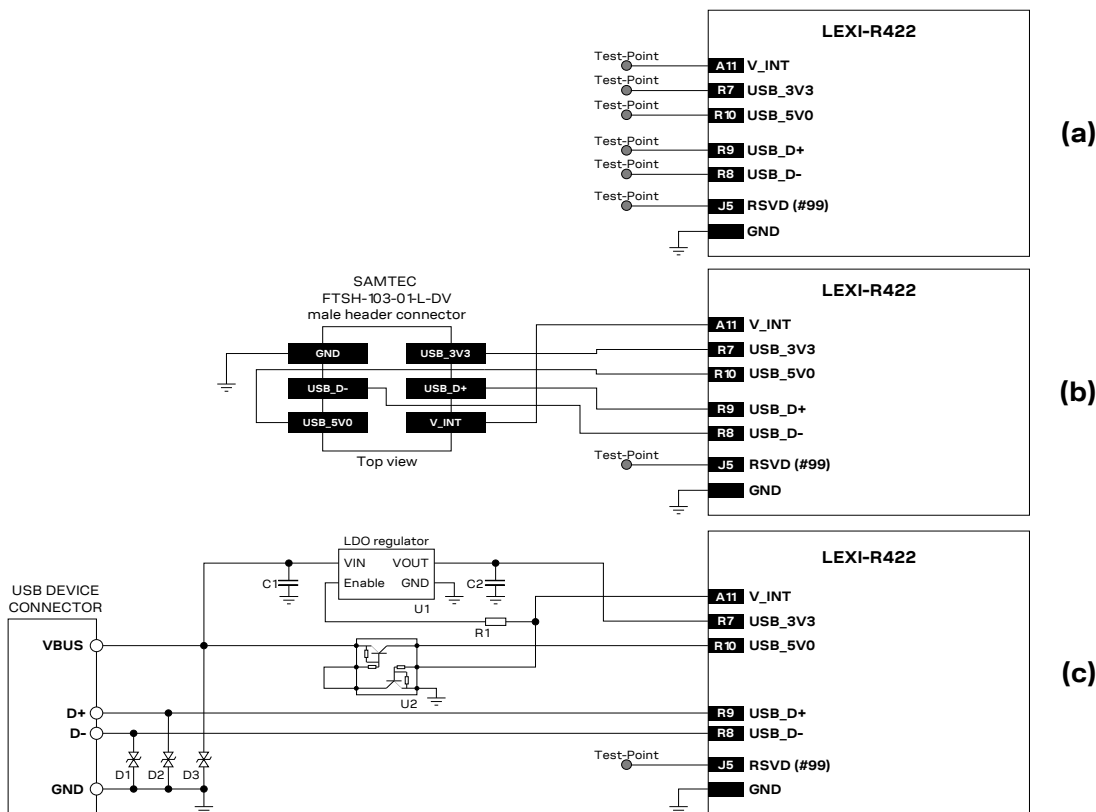 LEXI-R422
Test-Point
A11 V_INT
Test-Point
R7 USB_3V3
Test-Point
R10 USB_5V0
(a)
Test-Point
R9 USB_D+
Test-Point
R8 USB_D-
Test-Point
J5 RSVD (#99)
GND
SAMTEC
FTSH-103-01-L-DV
male header connector
GND USB_3V3
USB_D- USB_D+
USB_5V0 V_INT
Top view
LEXI-R422
A11 V_INT
R7 USB_3V3
R10 USB_5V0
(b)
R9 USB_D+
R8 USB_D-
Test-Point
J5 RSVD (#99)
GND
LDO regulator
VIN VOUT
Enable GND
U1
C1
C2
R1
U2
USB DEVICE
CONNECTOR
VBUS
D+
D-
GND
D1 D2 D3
LEXI-R422
A11 V_INT
R7 USB_3V3
R10 USB_5V0
(c)
R9 USB_D+
R8 USB_D-
Test-Point
J5 RSVD (#99)
GND